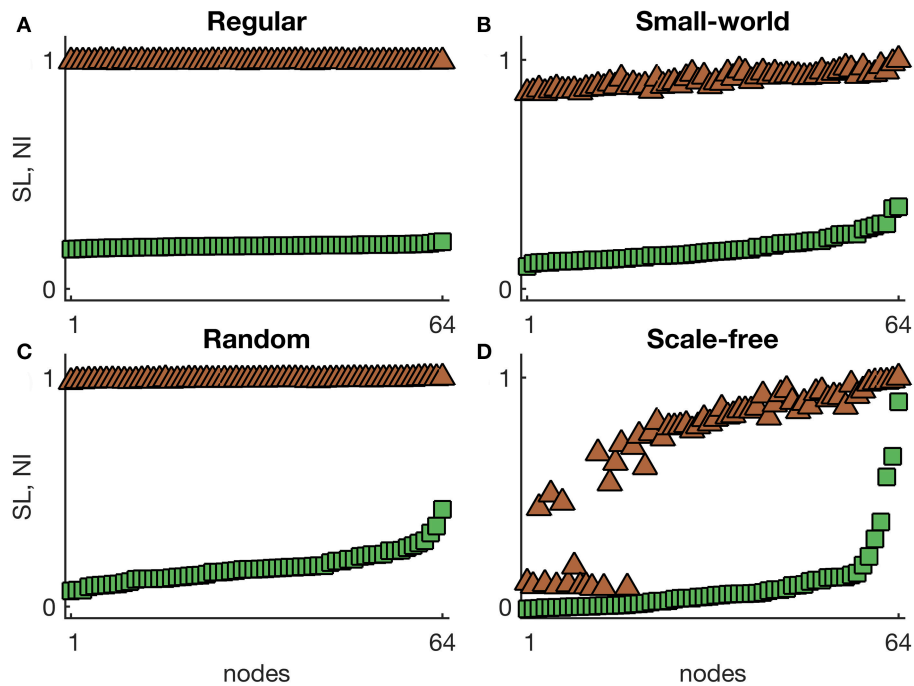 A Regular
1
SL, NI
0
1 64
B Small-world
1
0
1 64
C Random
1
SL, NI
0
1 64
nodes
D Scale-free
1
0
1 64
nodes